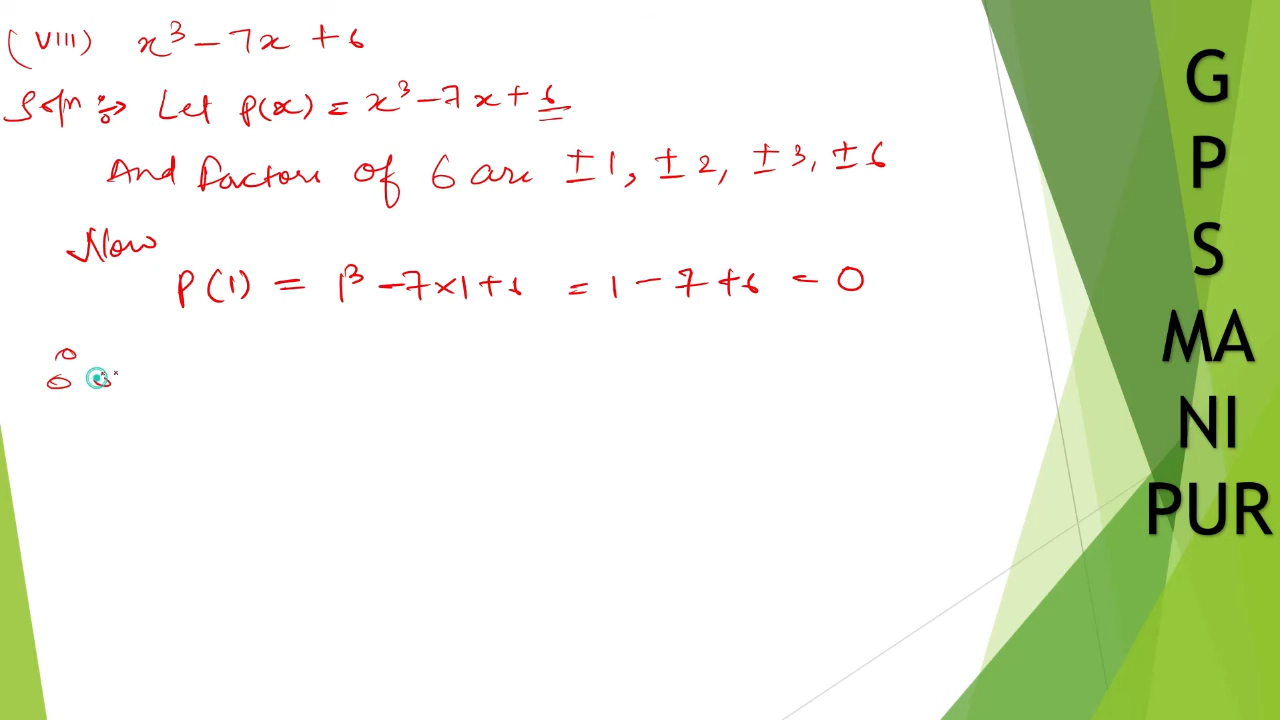 (VIII) x³ - 7x + 6
Soln :⇒ Let p(x) = x³ - 7x + 6
And factors of 6 are ±1, ±2, ±3, ±6
Now
P(1) = 1³ - 7×1 + 6 = 1 - 7 + 6 = 0
∴
G
P
S
MA
NI
PUR